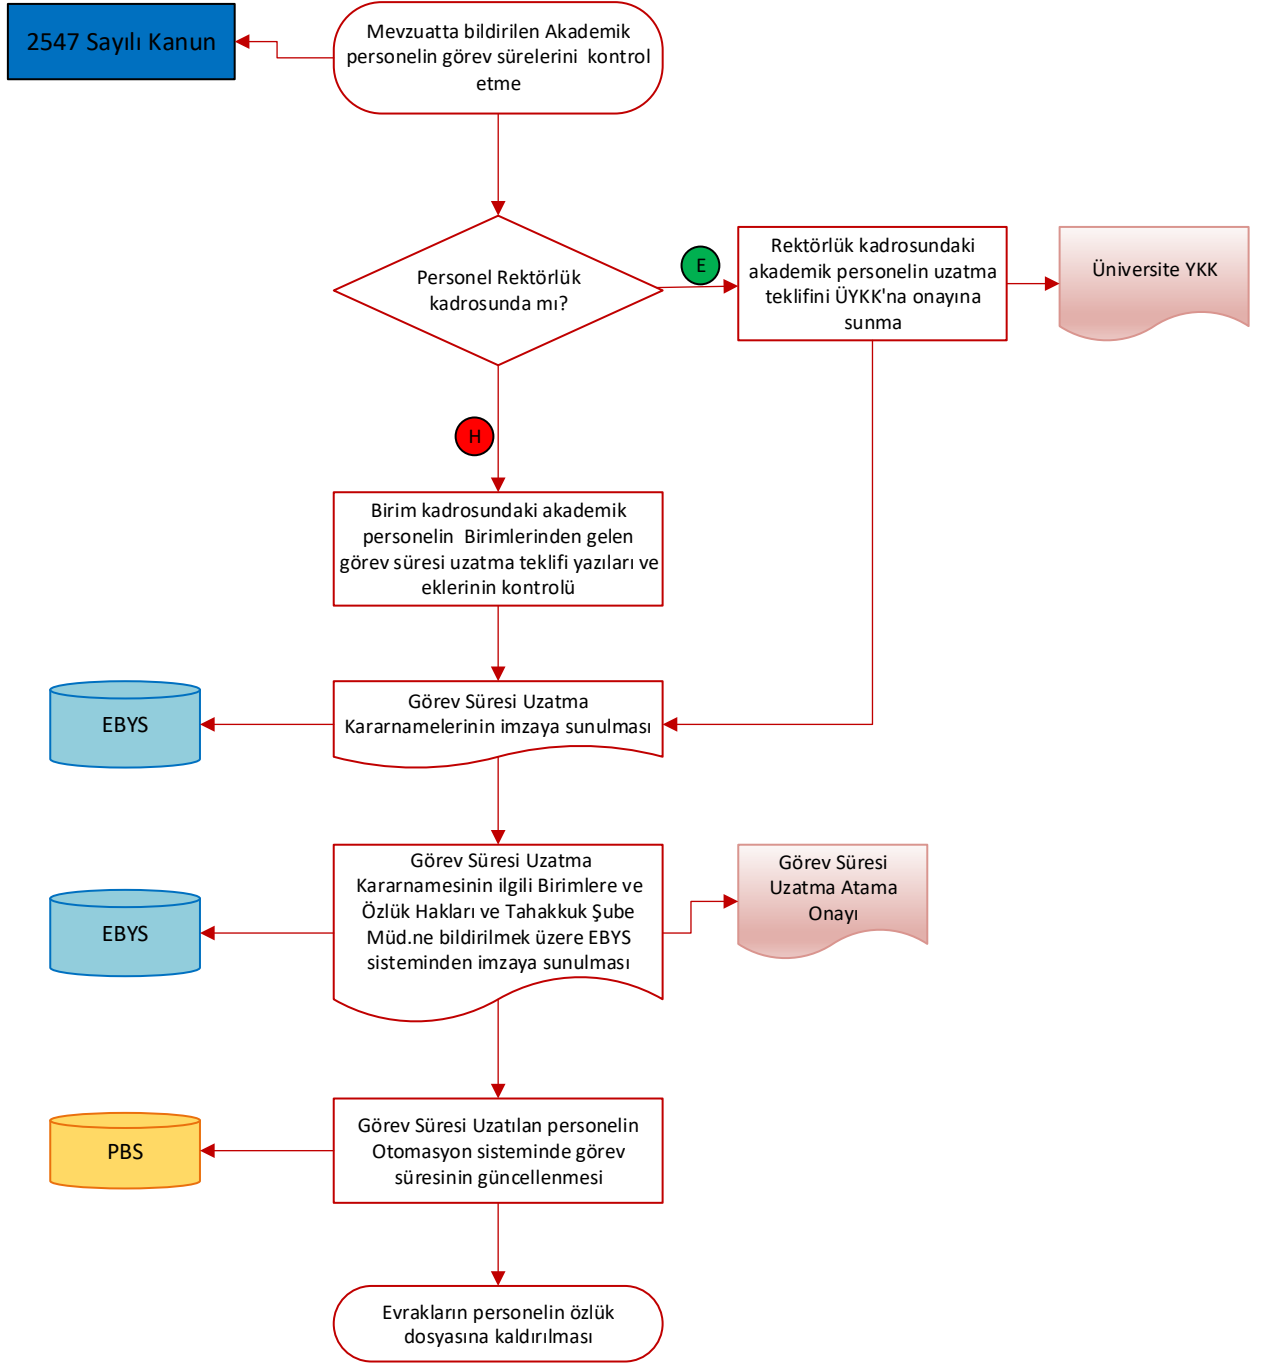 2547 Sayılı Kanun
Mevzuatta bildirilen Akademik
personelin görev sürelerini kontrol
etme
Personel Rektörlük
kadrosunda mı?
E
Rektörlük kadrosundaki
akademik personelin uzatma
teklifini ÜYKK'na onayına
sunma
Üniversite YKK
H
Birim kadrosundaki akademik
personelin Birimlerinden gelen
görev süresi uzatma teklifi yazıları ve
eklerinin kontrolü
EBYS
Görev Süresi Uzatma
Kararnamelerinin imzaya sunulması
EBYS
Görev Süresi Uzatma
Kararnamesinin ilgili Birimlere ve
Özlük Hakları ve Tahakkuk Şube
Müd.ne bildirilmek üzere EBYS
sisteminden imzaya sunulması
Görev Süresi
Uzatma Atama
Onayı
PBS
Görev Süresi Uzatılan personelin
Otomasyon sisteminde görev
süresinin güncellenmesi
Evrakların personelin özlük
dosyasına kaldırılması